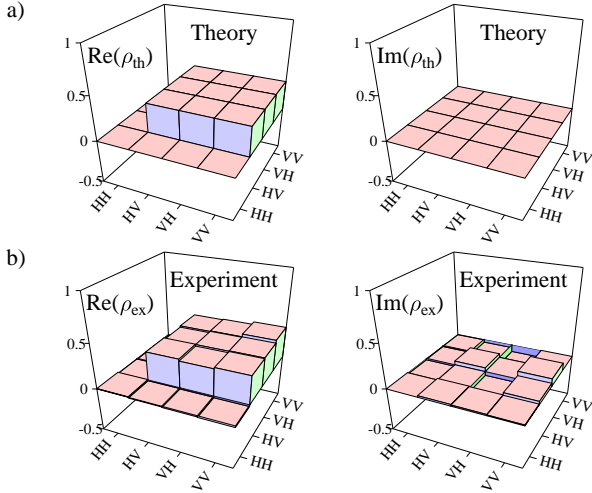 a)
Theory
Re(ρth)
1
0.5
0
-0.5
HH
HV
VH
VV
HH
HV
VH
VV
Theory
Im(ρth)
1
0.5
0
-0.5
HH
HV
VH
VV
HH
HV
VH
VV
b)
Experiment
Re(ρex)
1
0.5
0
-0.5
HH
HV
VH
VV
HH
HV
VH
VV
Experiment
Im(ρex)
1
0.5
0
-0.5
HH
HV
VH
VV
HH
HV
VH
VV